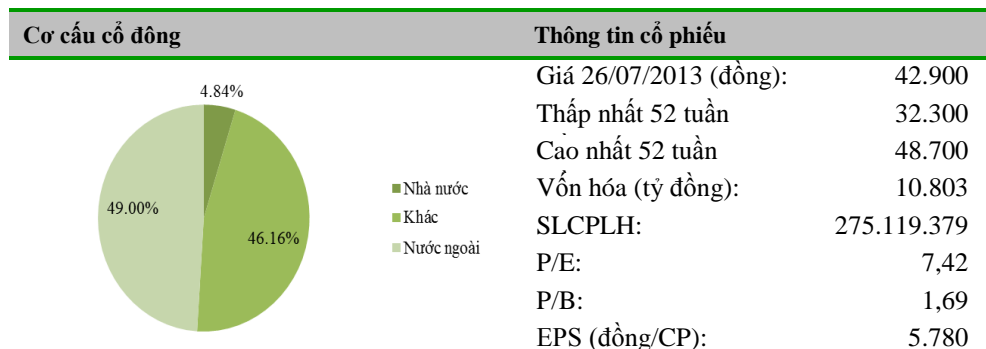 Cơ cấu cổ đông
4.84%
49.00%
46.16%
Nhà nước
Khác
Nước ngoài
Thông tin cổ phiếu
Giá 26/07/2013 (đồng): 42.900
Thấp nhất 52 tuần 32.300
Cao nhất 52 tuần 48.700
Vốn hóa (tỷ đồng): 10.803
SLCPLH: 275.119.379
P/E: 7,42
P/B: 1,69
EPS (đồng/CP): 5.780